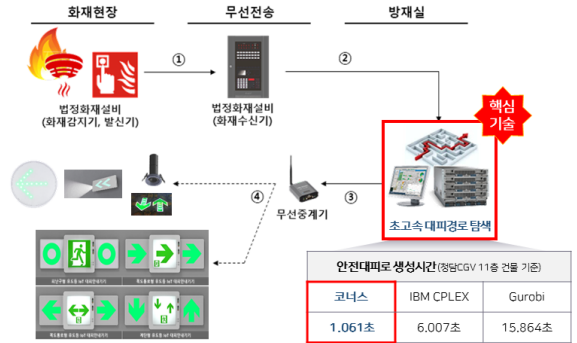 화재현장
무선전송
방재실
①
②
핵심
기술
법정화재설비
(화재감지기, 발신기)
법정화재설비
(화재수신기)
④
무선중계기
③
초고속 대피경로 탐색
안전대피로 생성시간(청담CGV 11층 건물 기준)
코너스
IBM CPLEX
Gurobi
1.061초
6.007초
15.864초